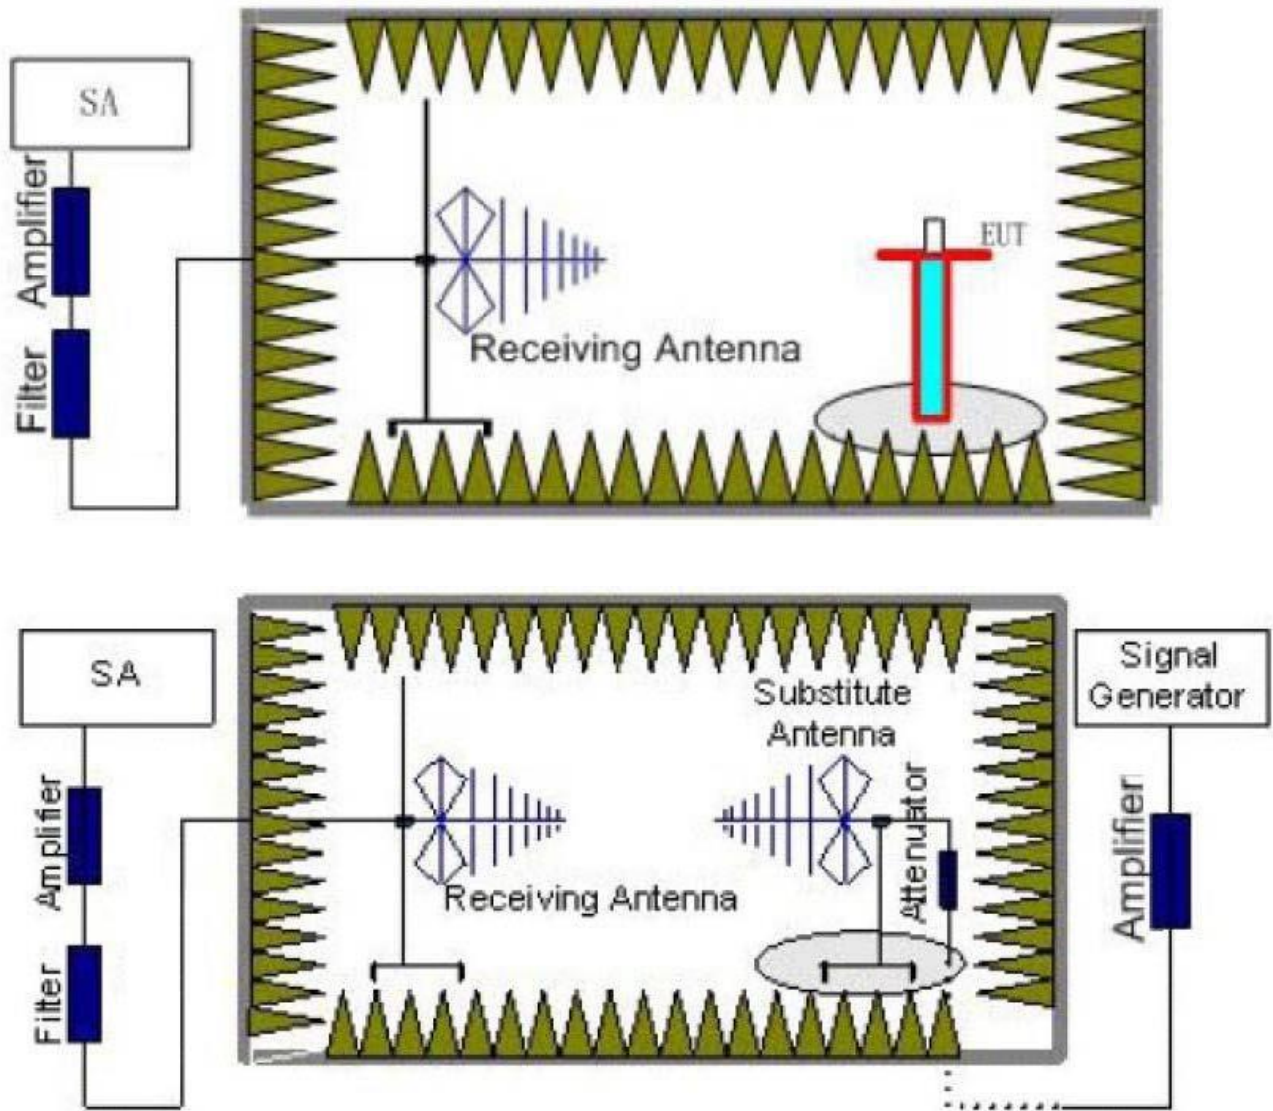 SA
Amplifier
Filter
Receiving Antenna
EUT
SA
Amplifier
Filter
Receiving Antenna
Substitute
Antenna
Attenuator
Signal
Generator
Amplifier